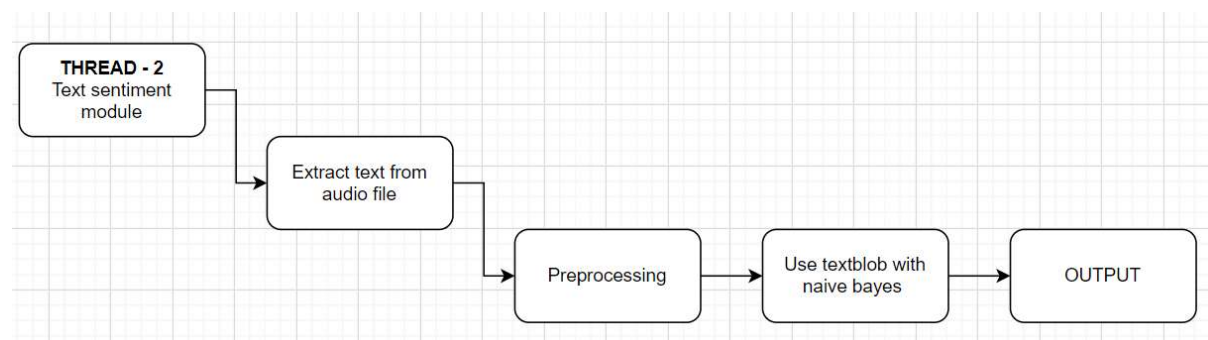 THREAD - 2
Text sentiment
module
Extract text from
audio file
Preprocessing
Use textblob with
naive bayes
OUTPUT